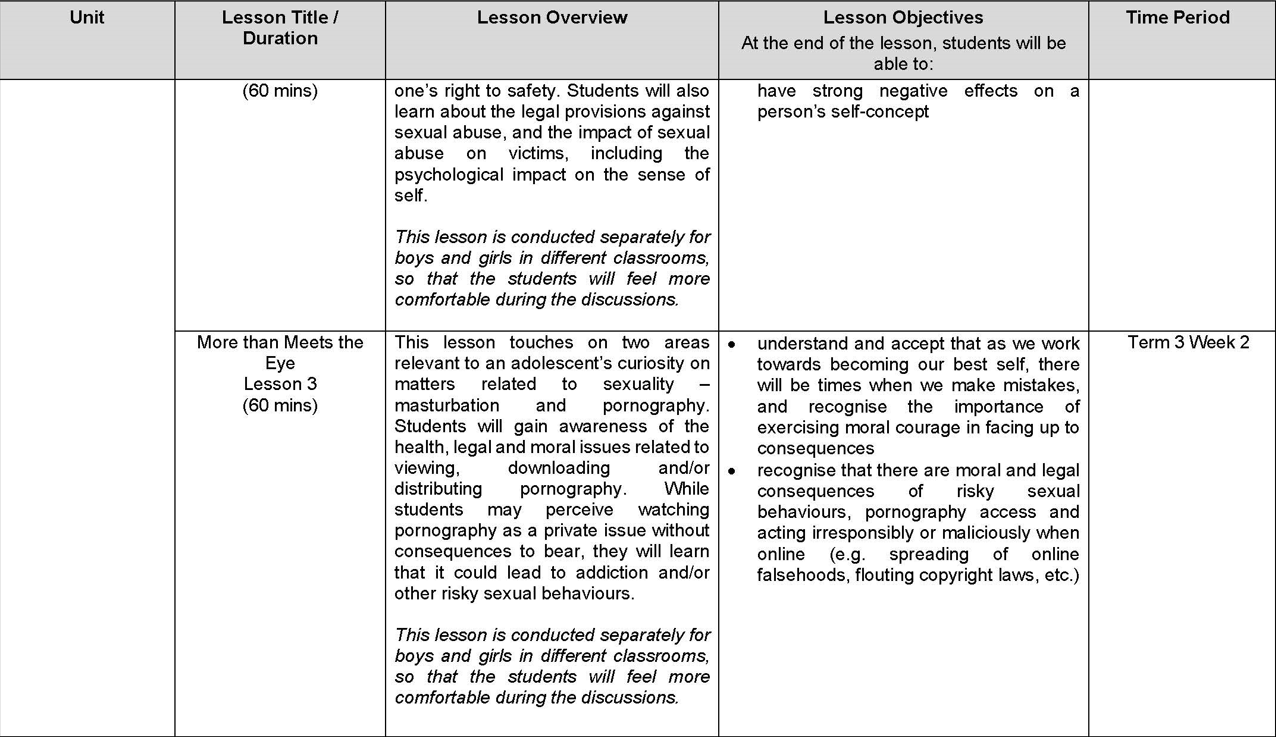 Unit
Lesson Title /
Duration
Lesson Overview
Lesson Objectives
At the end of the lesson, students will be
able to:
Time Period
(60 mins)
one’s right to safety. Students will also
learn about the legal provisions against
sexual abuse, and the impact of sexual
abuse on victims, including the
psychological impact on the sense of
self.
This lesson is conducted separately for
boys and girls in different classrooms,
so that the students will feel more
comfortable during the discussions.
have strong negative effects on a
person’s self-concept
More than Meets the
Eye
Lesson 3
(60 mins)
This lesson touches on two areas
relevant to an adolescent’s curiosity on
matters related to sexuality –
masturbation and pornography.
Students will gain awareness of the
health, legal and moral issues related to
viewing, downloading and/or
distributing pornography. While
students may perceive watching
pornography as a private issue without
consequences to bear, they will learn
that it could lead to addiction and/or
other risky sexual behaviours.
This lesson is conducted separately for
boys and girls in different classrooms,
so that the students will feel more
comfortable during the discussions.
• understand and accept that as we work
towards becoming our best self, there
will be times when we make mistakes,
and recognise the importance of
exercising moral courage in facing up to
consequences
• recognise that there are moral and legal
consequences of risky sexual
behaviours, pornography access and
acting irresponsibly or maliciously when
online (e.g. spreading of online
falsehoods, flouting copyright laws, etc.)
Term 3 Week 2